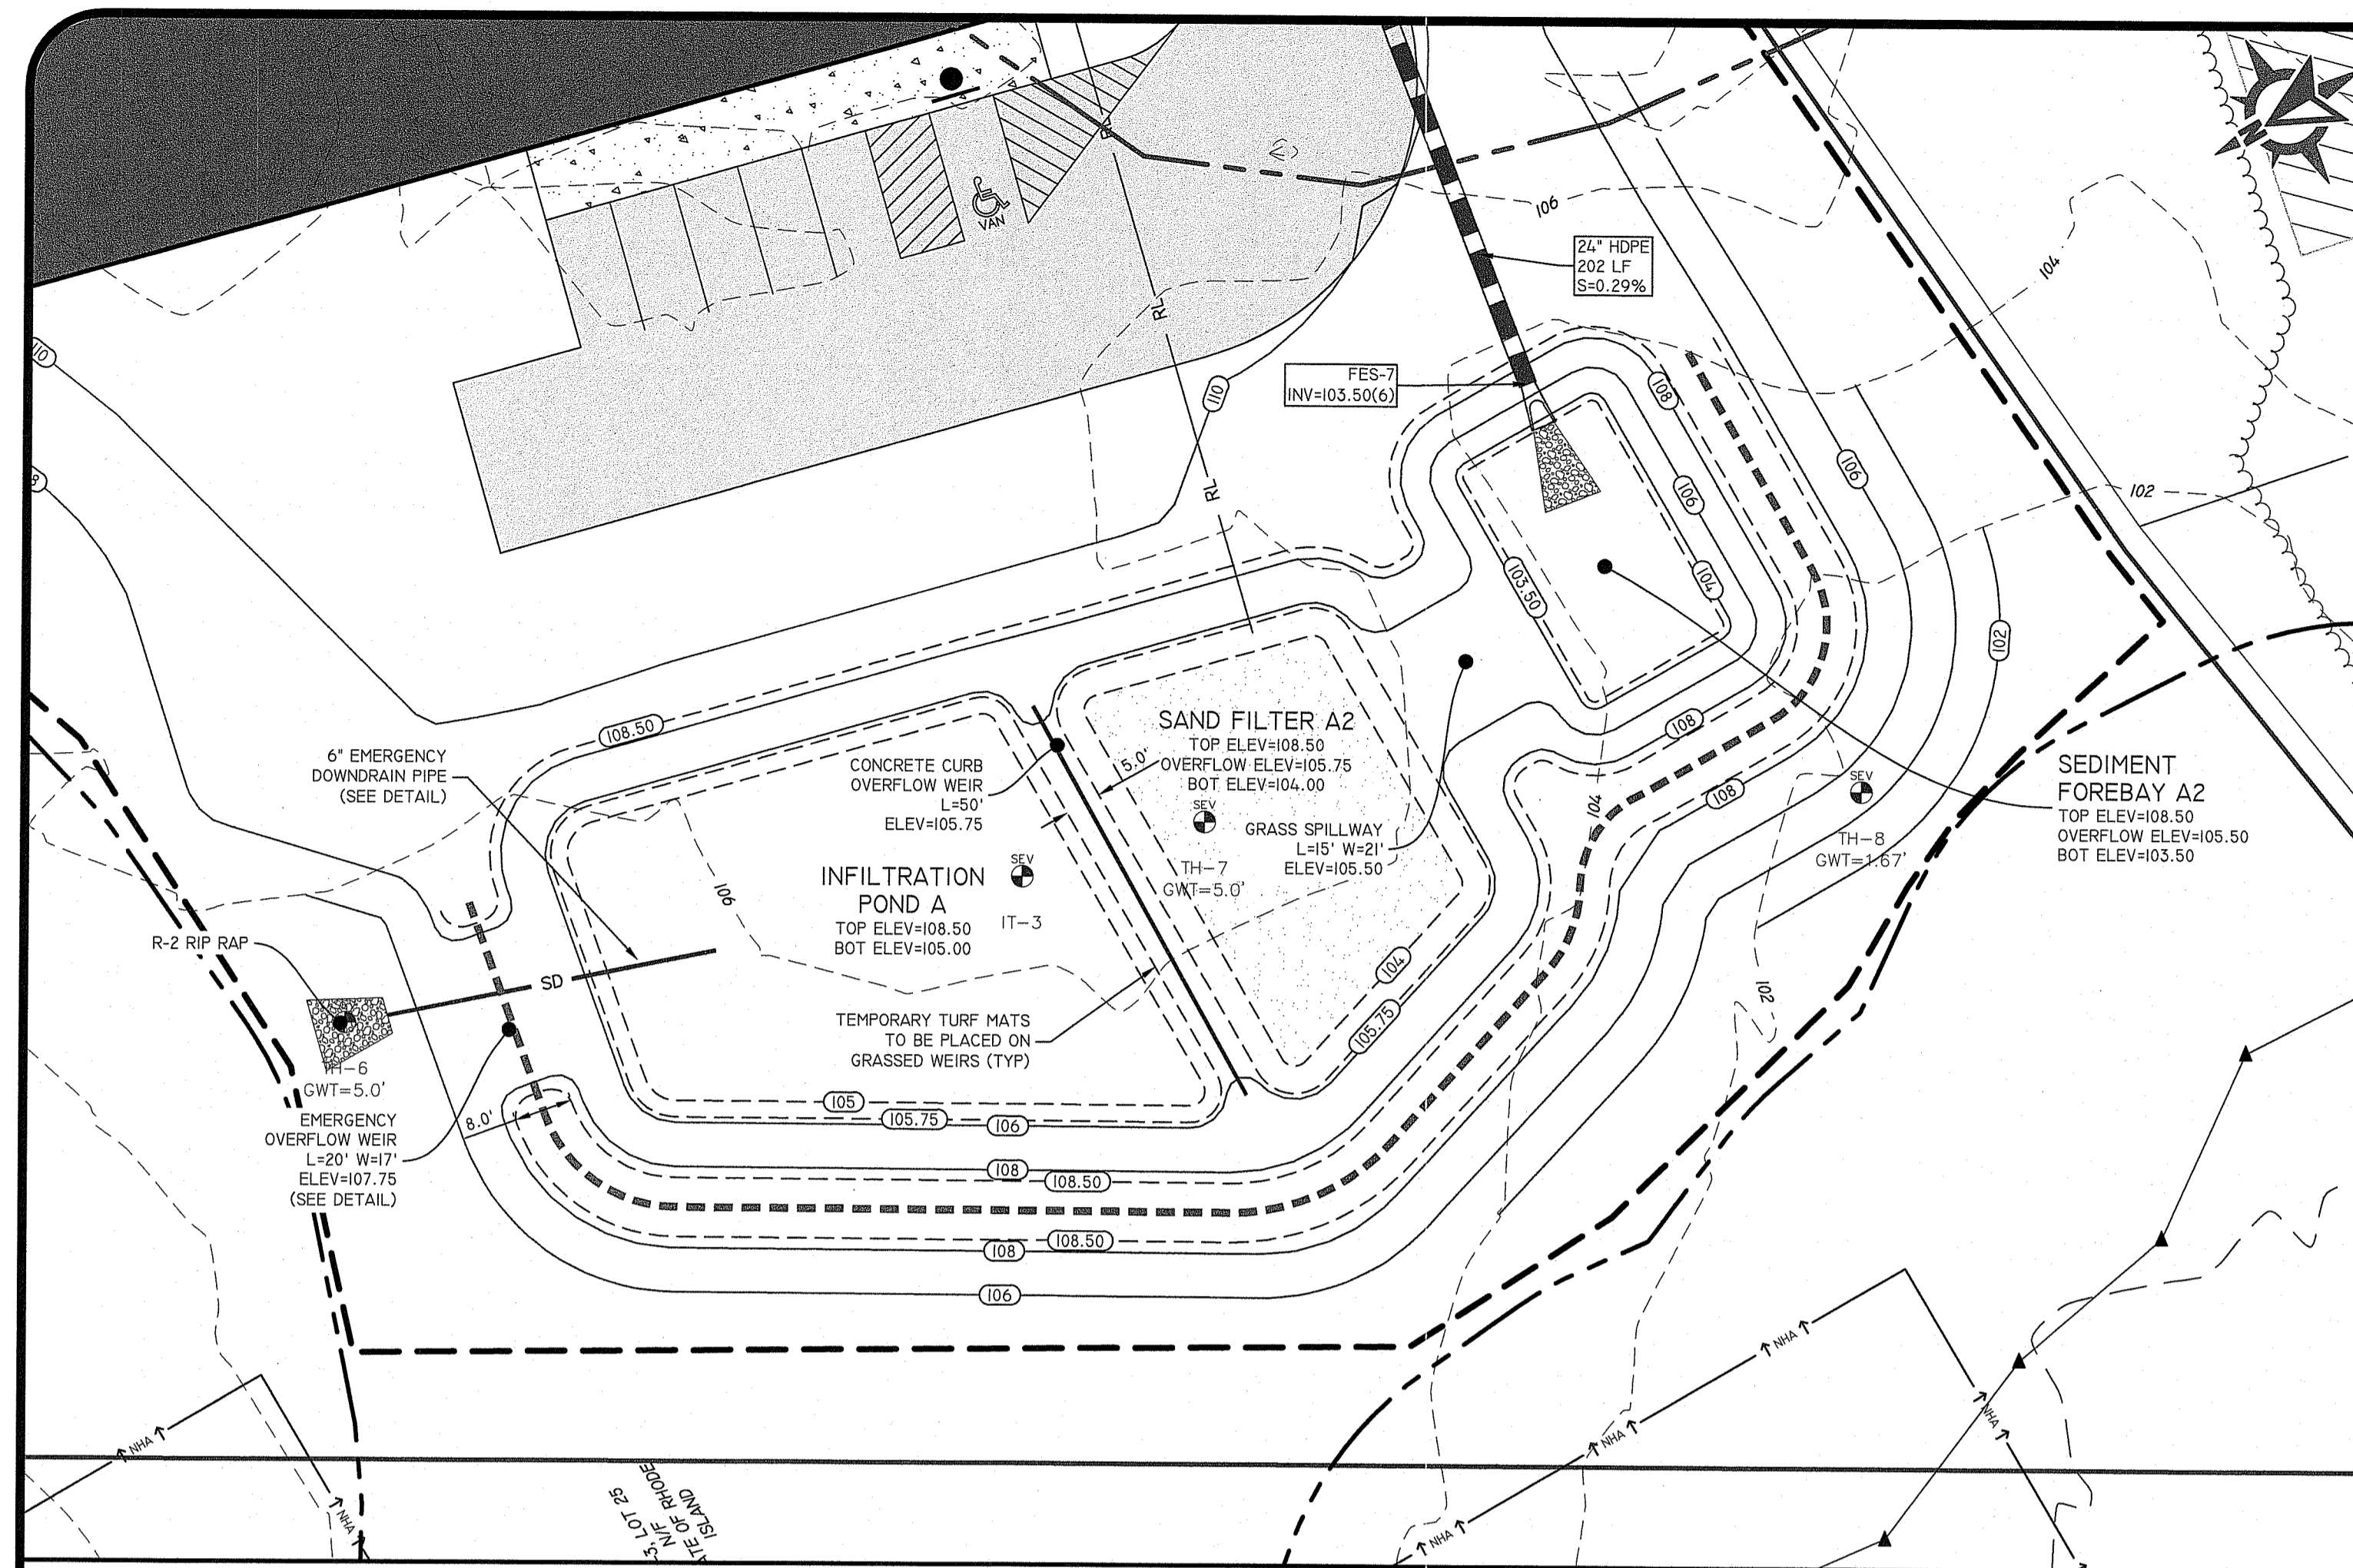 N
VAN
RL
106
104
24" HDPE
202 LF
S=0.29%
RL
110
110
FES-7
INV=103.50(6)
108
106
106
102
8
RL
103.50
104
102
108.50
108
6" EMERGENCY
DOWNDRAIN PIPE
(SEE DETAIL)
CONCRETE CURB
OVERFLOW WEIR
L=50'
ELEV=105.75
SAND FILTER A2
TOP ELEV=108.50
OVERFLOW ELEV=105.75
BOT ELEV=104.00
5.0'
SEV
TH-7
GWT=5.0'
GRASS SPILLWAY
L=15' W=21'
ELEV=105.50
104
108
SEV
TH-8
GWT=1.67'
SEDIMENT
FOREBAY A2
TOP ELEV=108.50
OVERFLOW ELEV=105.50
BOT ELEV=103.50
106
INFILTRATION
POND A
TOP ELEV=108.50
BOT ELEV=105.00
SEV
IT-3
R-2 RIP RAP
SD
104
102
105.75
TEMPORARY TURF MATS
TO BE PLACED ON
GRASSED WEIRS (TYP)
TH-6
GWT=5.0'
EMERGENCY
OVERFLOW WEIR
L=20' W=17'
ELEV=107.75
(SEE DETAIL)
8.0'
105
105.75
106
108
108.50
108.50
108
106
NHA
NHA
NHA
NHA
NHA
NHA
-3, LOT 25
N/F
ATE OF RHODE
ISLAND